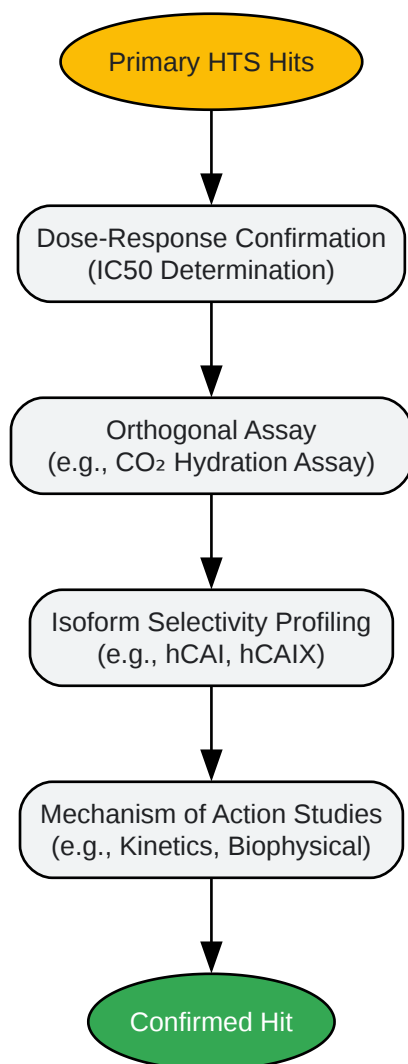 Primary HTS Hits
Dose-Response Confirmation
(IC50 Determination)
Orthogonal Assay
(e.g., CO₂ Hydration Assay)
Isoform Selectivity Profiling
(e.g., hCAI, hCAIX)
Mechanism of Action Studies
(e.g., Kinetics, Biophysical)
Confirmed Hit